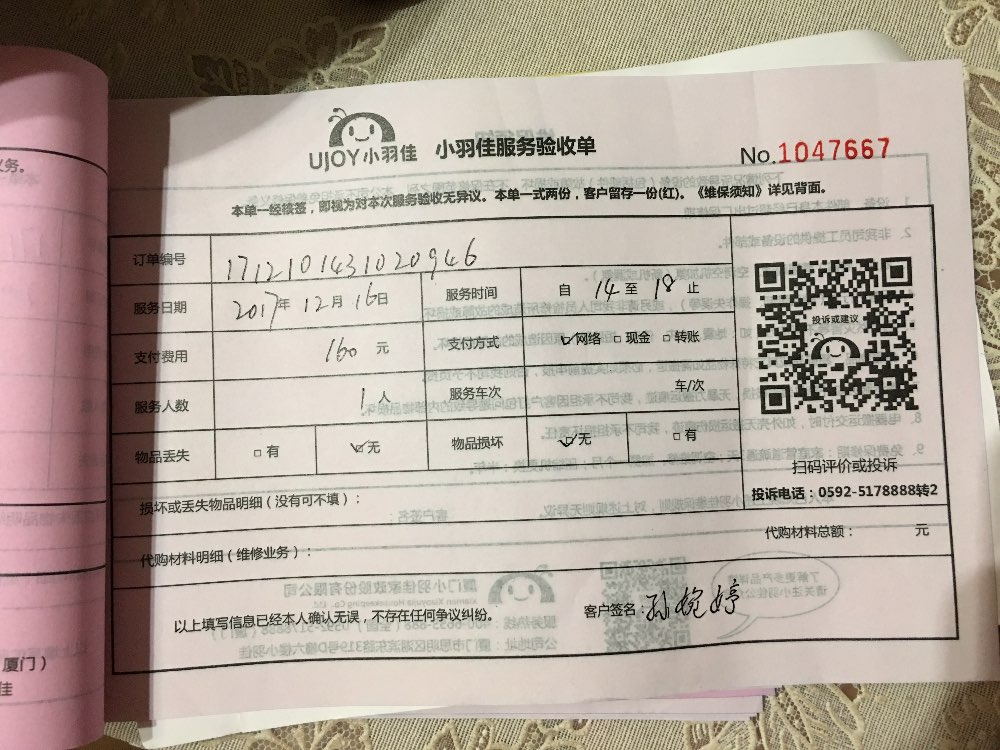 义务。
UJOY小羽佳 小羽佳服务验收单
No.1047667
本单一经核签，即视为对本次服务验收无异议。本单一式两份，客户留存一份(红)。《维保须知》详见背面。
订单编号 1712101431020946
服务日期 2017年 12月 16日 服务时间 自 14 至 18 止
支付费用 160 元 支付方式 ☑网络 □现金 □转账
服务人数 1 人 服务车次 车/次
物品丢失 □有 ☑无 物品损坏 ☑无 □有
投诉或建议
扫码评价或投诉
投诉电话：0592-5178888转2
损坏或丢失物品明细（没有可不填）：
代购材料明细（维修业务）： 代购材料总额： 元
以上填写信息已经本人确认无误，不存在任何争议纠纷。 客户签名：孙婉婷
厦门）
佳